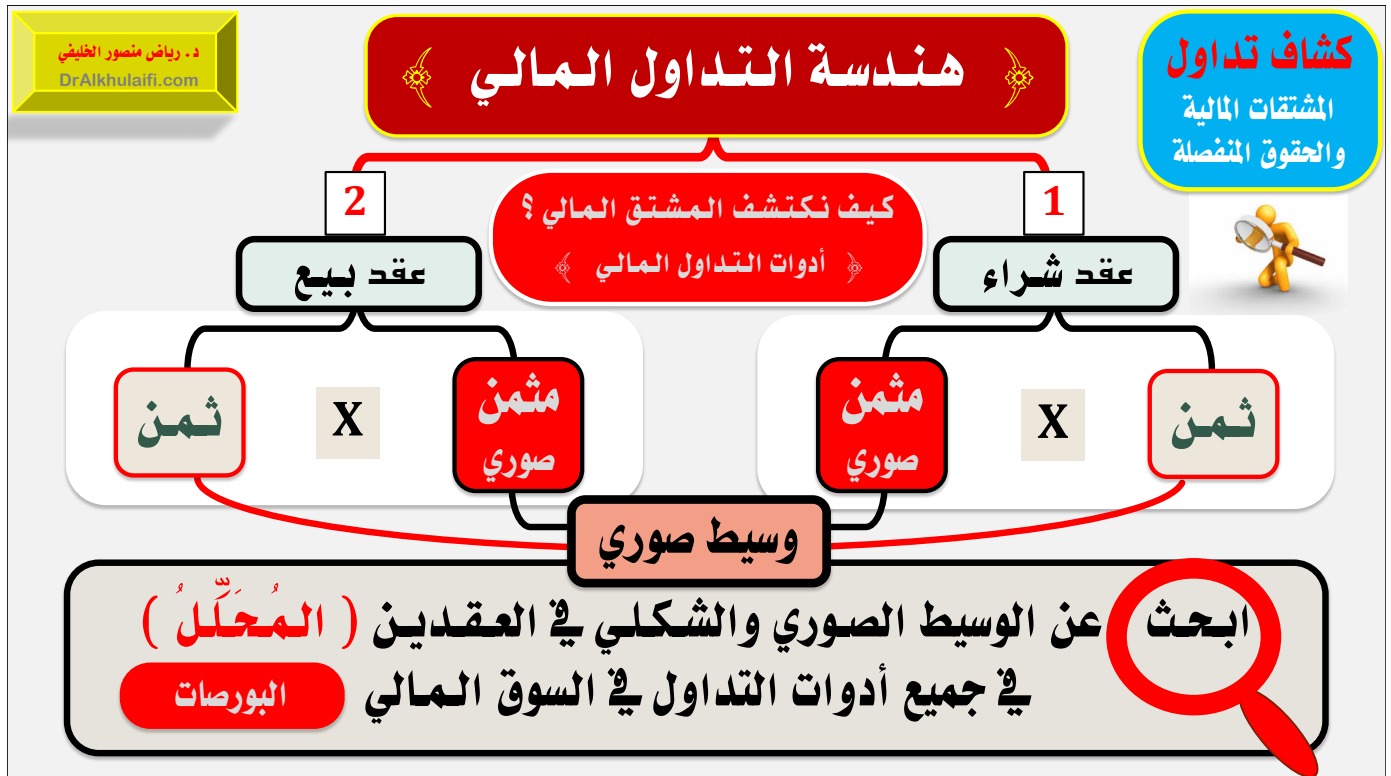 كشاف تداول
المشتقات المالية
والحقوق المنفصلة
هندسة التداول المالي
د. رياض منصور الخليفي
DrAlkhulaifi.com
كيف نكتشف المشتق المالي ؟
﴿ أدوات التداول المالي ﴾
1
عقد شراء
ثمن
X
مثمن
صوري
2
عقد بيع
مثمن
صوري
X
ثمن
وسيط صوري
ابحث عن الوسيط الصوري والشكلي في العقدين ( المُحَلِّلُ )
في جميع أدوات التداول في السوق المالي
البورصات